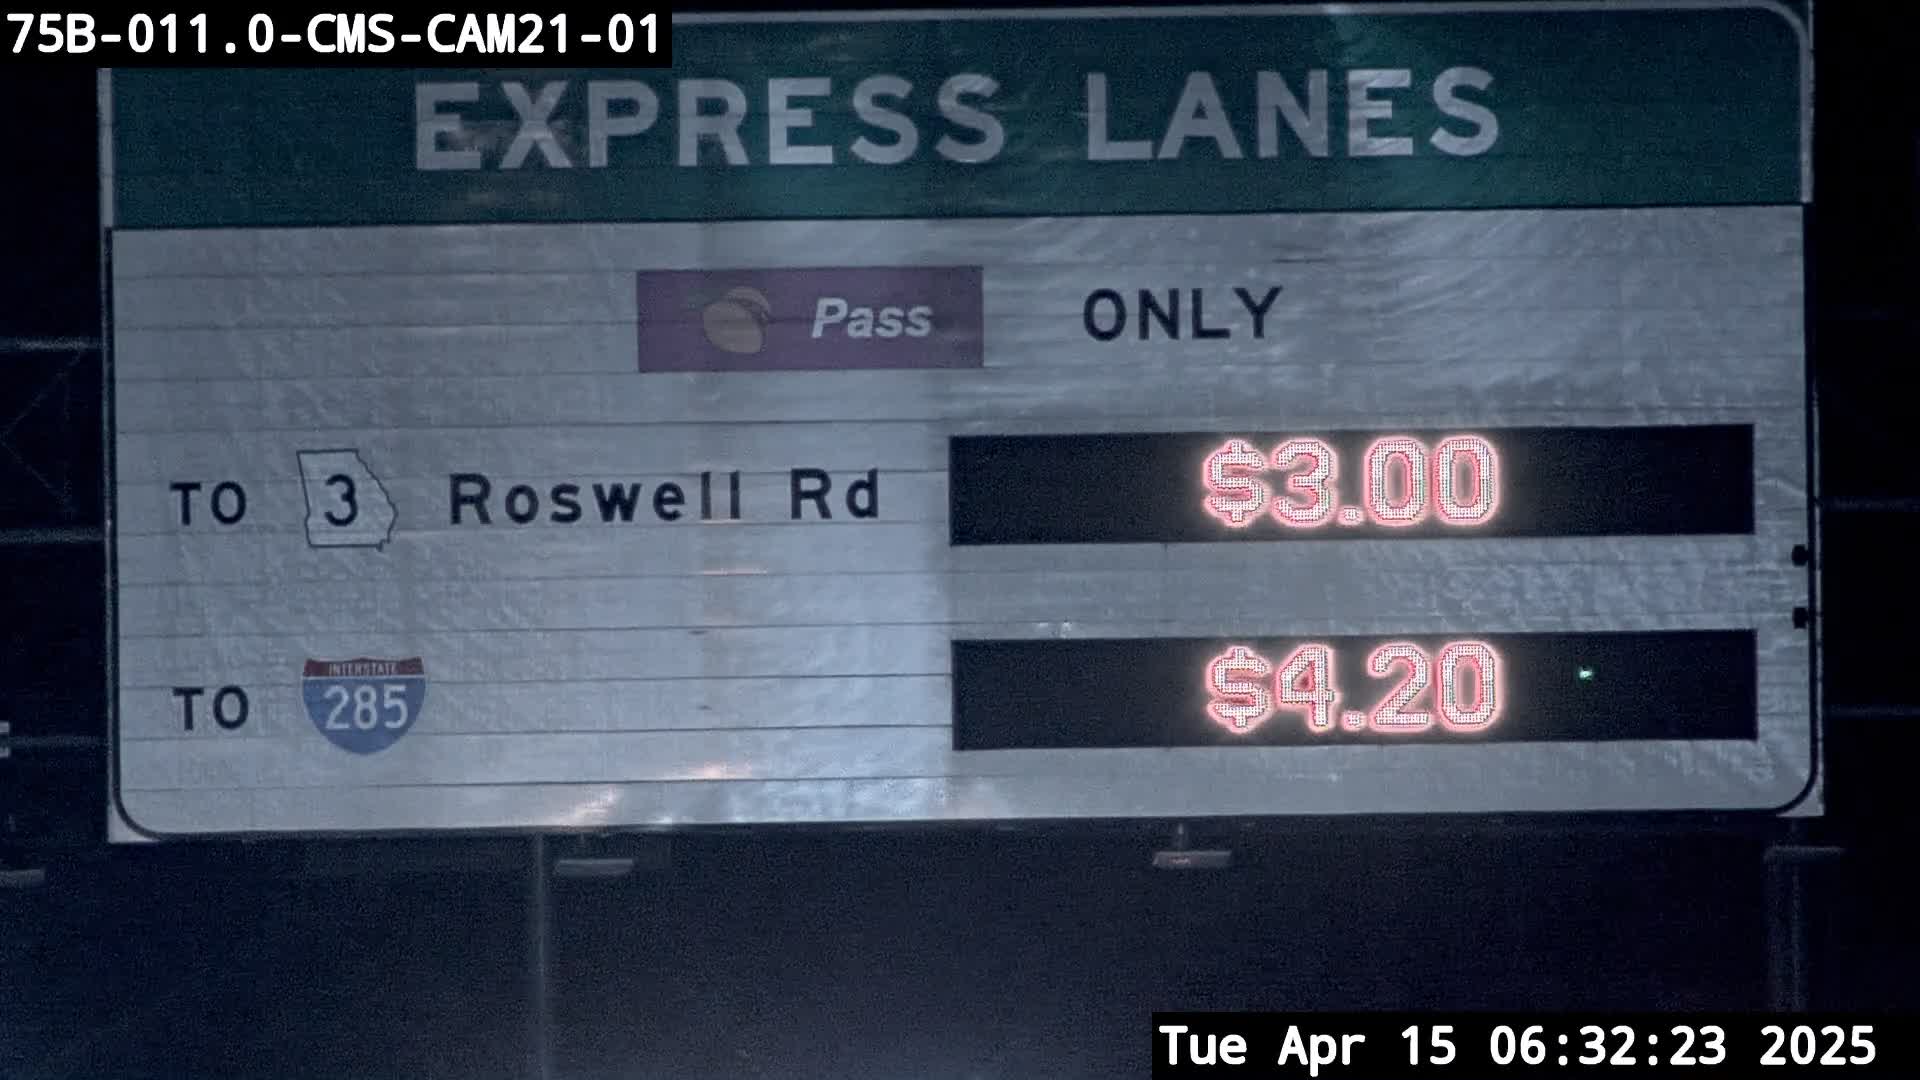 75B-011.0-CMS-CAM21-01
EXPRESS LANES
Pass ONLY
TO 3 Roswell Rd $3.00
TO INTERSTATE 285 $4.20
Tue Apr 15 06:32:23 2025